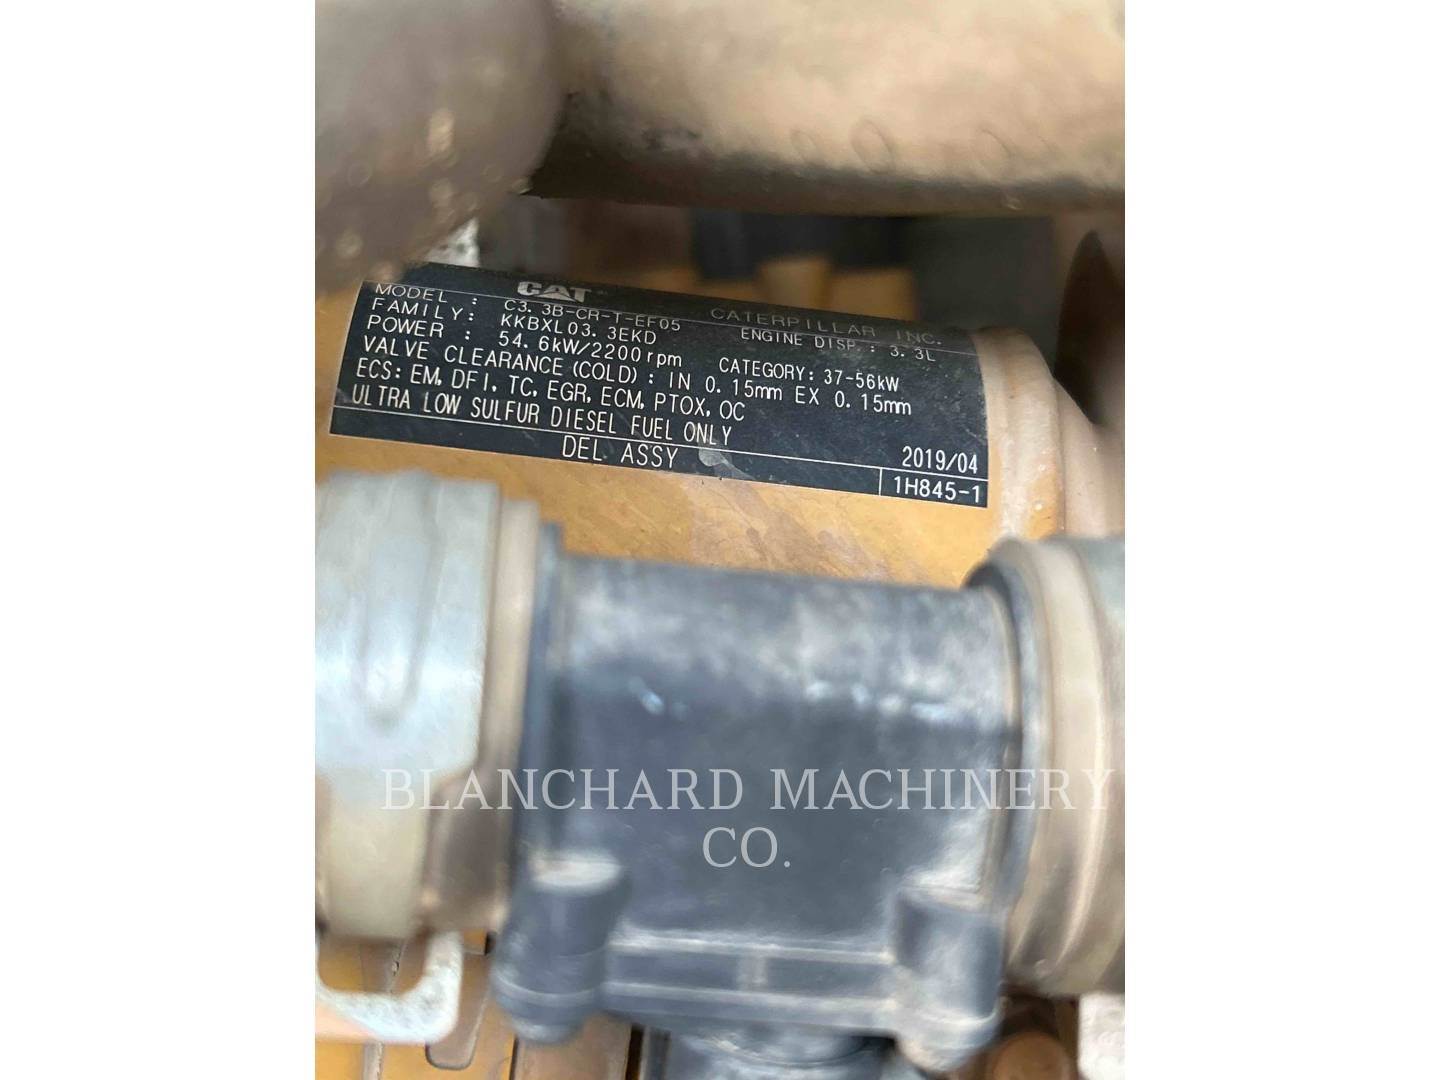 CAT CATERPILLAR INC.
MODEL : C3.3B-CR-T-EF05 ENGINE DISP.: 3.3L
FAMILY: KKBXL03.3EKD
POWER : 54.6kW/2200rpm CATEGORY: 37-56kW
VALVE CLEARANCE(COLD): IN 0.15mm EX 0.15mm
ECS: EM, DFI, TC, EGR, ECM, PTOX, OC
ULTRA LOW SULFUR DIESEL FUEL ONLY 2019/04
DEL ASSY 1H845-1
BLANCHARD MACHINERY
CO.